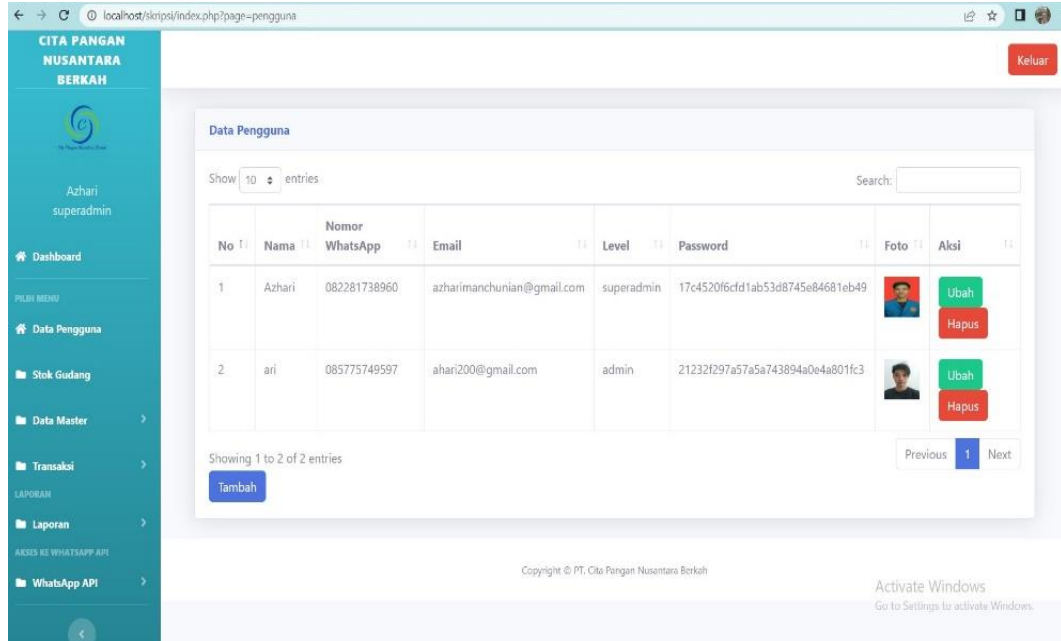 localhost/skripsi/index.php?page=pengguna
CITA PANGAN
NUSANTARA
BERKAH
Keluar
Azhari
superadmin
Dashboard
PILIH MENU
Data Pengguna
Stok Gudang
Data Master
Transaksi
LAPORAN
Laporan
AKSES KE WHATSAPP API
WhatsApp API
Data Pengguna
Show 10 entries
Search:
No Nama Nomor WhatsApp Email Level Password Foto Aksi
1 Azhari 082281738960 azharimanchunian@gmail.com superadmin 17c4520f6cfd1ab53d8745e84681eb49 Ubah
Hapus
2 ari 085775749597 ahari200@gmail.com admin 21232f297a57a5a743894a0e4a801fc3 Ubah
Hapus
Showing 1 to 2 of 2 entries
Previous 1 Next
Tambah
Copyright © PT. Cita Pangan Nusantara Berkah
Activate Windows
Go to Settings to activate Windows.